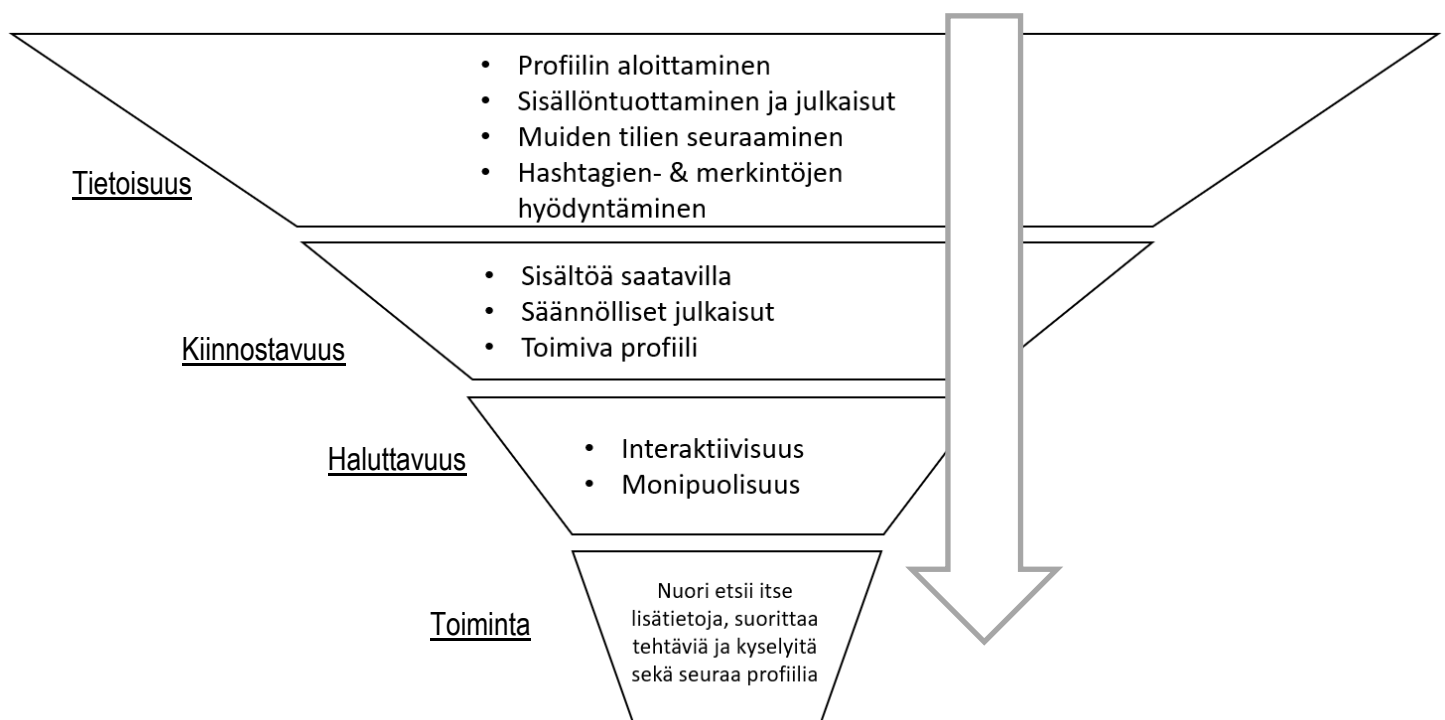 • Profiilin aloittaminen
• Sisällöntuottaminen ja julkaisut
• Muiden tilien seuraaminen
• Hashtagien- & merkintöjen
hyödyntäminen
Tietoisuus
• Sisältöä saatavilla
• Säännölliset julkaisut
• Toimiva profiili
Kiinnostavuus
• Interaktiivisuus
• Monipuolisuus
Haluttavuus
Nuori etsii itse
lisätietoja, suorittaa
tehtäviä ja kyselyitä
sekä seuraa profiilia
Toiminta